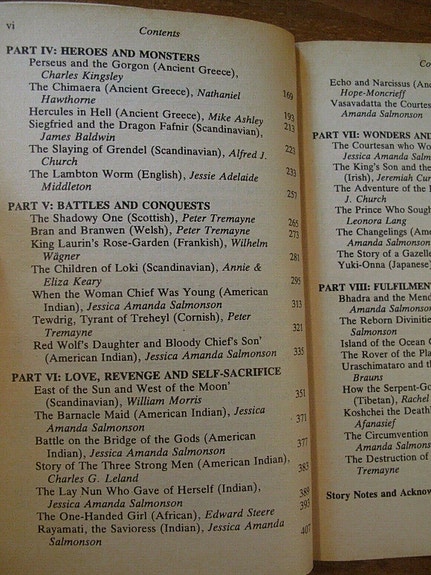 vi
Contents
PART IV: HEROES AND MONSTERS
Perseus and the Gorgon (Ancient Greece),
Charles Kingsley
The Chimaera (Ancient Greece), Nathaniel
Hawthorne 169
Hercules in Hell (Ancient Greece), Mike Ashley 193
Siegfried and the Dragon Fafnir (Scandinavian), 213
James Baldwin
The Slaying of Grendel (Scandinavian), Alfred J. 221
Church
The Lambton Worm (English), Jessie Adelaide 233
Middleton
257
PART V: BATTLES AND CONQUESTS
The Shadowy One (Scottish), Peter Tremayne 265
Bran and Branwen (Welsh), Peter Tremayne 273
King Laurin's Rose-Garden (Frankish), Wilhelm
Wägner 281
The Children of Loki (Scandinavian), Annie &
Eliza Keary 295
When the Woman Chief Was Young (American
Indian), Jessica Amanda Salmonson 313
Tewdrig, Tyrant of Treheyl (Cornish), Peter
Tremayne 321
Red Wolf's Daughter and Bloody Chief's Son'
(American Indian), Jessica Amanda Salmonson 335
PART VI: LOVE, REVENGE AND SELF-SACRIFICE
East of the Sun and West of the Moon'
(Scandinavian), William Morris 351
The Barnacle Maid (American Indian), Jessica
Amanda Salmonson 371
Battle on the Bridge of the Gods (American
Indian), Jessica Amanda Salmonson 377
Story of The Three Strong Men (American Indian),
Charles G. Leland 383
The Lay Nun Who Gave of Herself (Indian),
Jessica Amanda Salmonson 389
The One-Handed Girl (African), Edward Steere 395
Rayamati, the Savioress (Indian), Jessica Amanda
Salmonson 407
Co
Echo and Narcissus (Anc
Hope-Moncrieff
Vasavadatta the Courtes
Amanda Salmonson
PART VII: WONDERS AND
The Courtesan who Wo
Jessica Amanda Salm
The King's Son and the
(Irish), Jeremiah Cur
The Adventure of the
J. Church
The Prince Who Sough
Leonora Lang
The Changelings (Am
Amanda Salmonson
The Story of a Gazell
Yuki-Onna (Japanese)
PART VIII: FULFILMEN
Bhadra and the Mend
Amanda Salmonson
The Reborn Diviniti
Salmonson
Island of the Ocean
The Rover of the Pla
Uraschimataro and th
Brauns
How the Serpent-Go
(Tibetan), Rachel
Koshchei the Death
Afanasief
The Circumvention
Amanda Salmonson
The Destruction of
Tremayne
Story Notes and Acknow